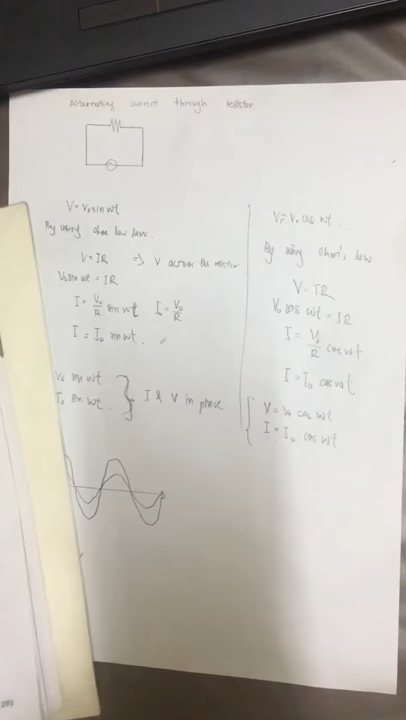 Alternating current through resistor
V = V₀ sin wt
By using ohm law law.
V = IR => V across the resistor
V₀ sin wt = IR
I = V₀/R sin wt I₀ = V₀/R
I = I₀ sin wt.
V₀ sin wt
I₀ sin wt
I & V in phase
V = V₀ cos wt
By using ohm's law
V = IR
V₀ cos wt = IR
I = V₀/R cos wt
I = I₀ cos wt
V = V₀ cos wt
I = I₀ cos wt
293